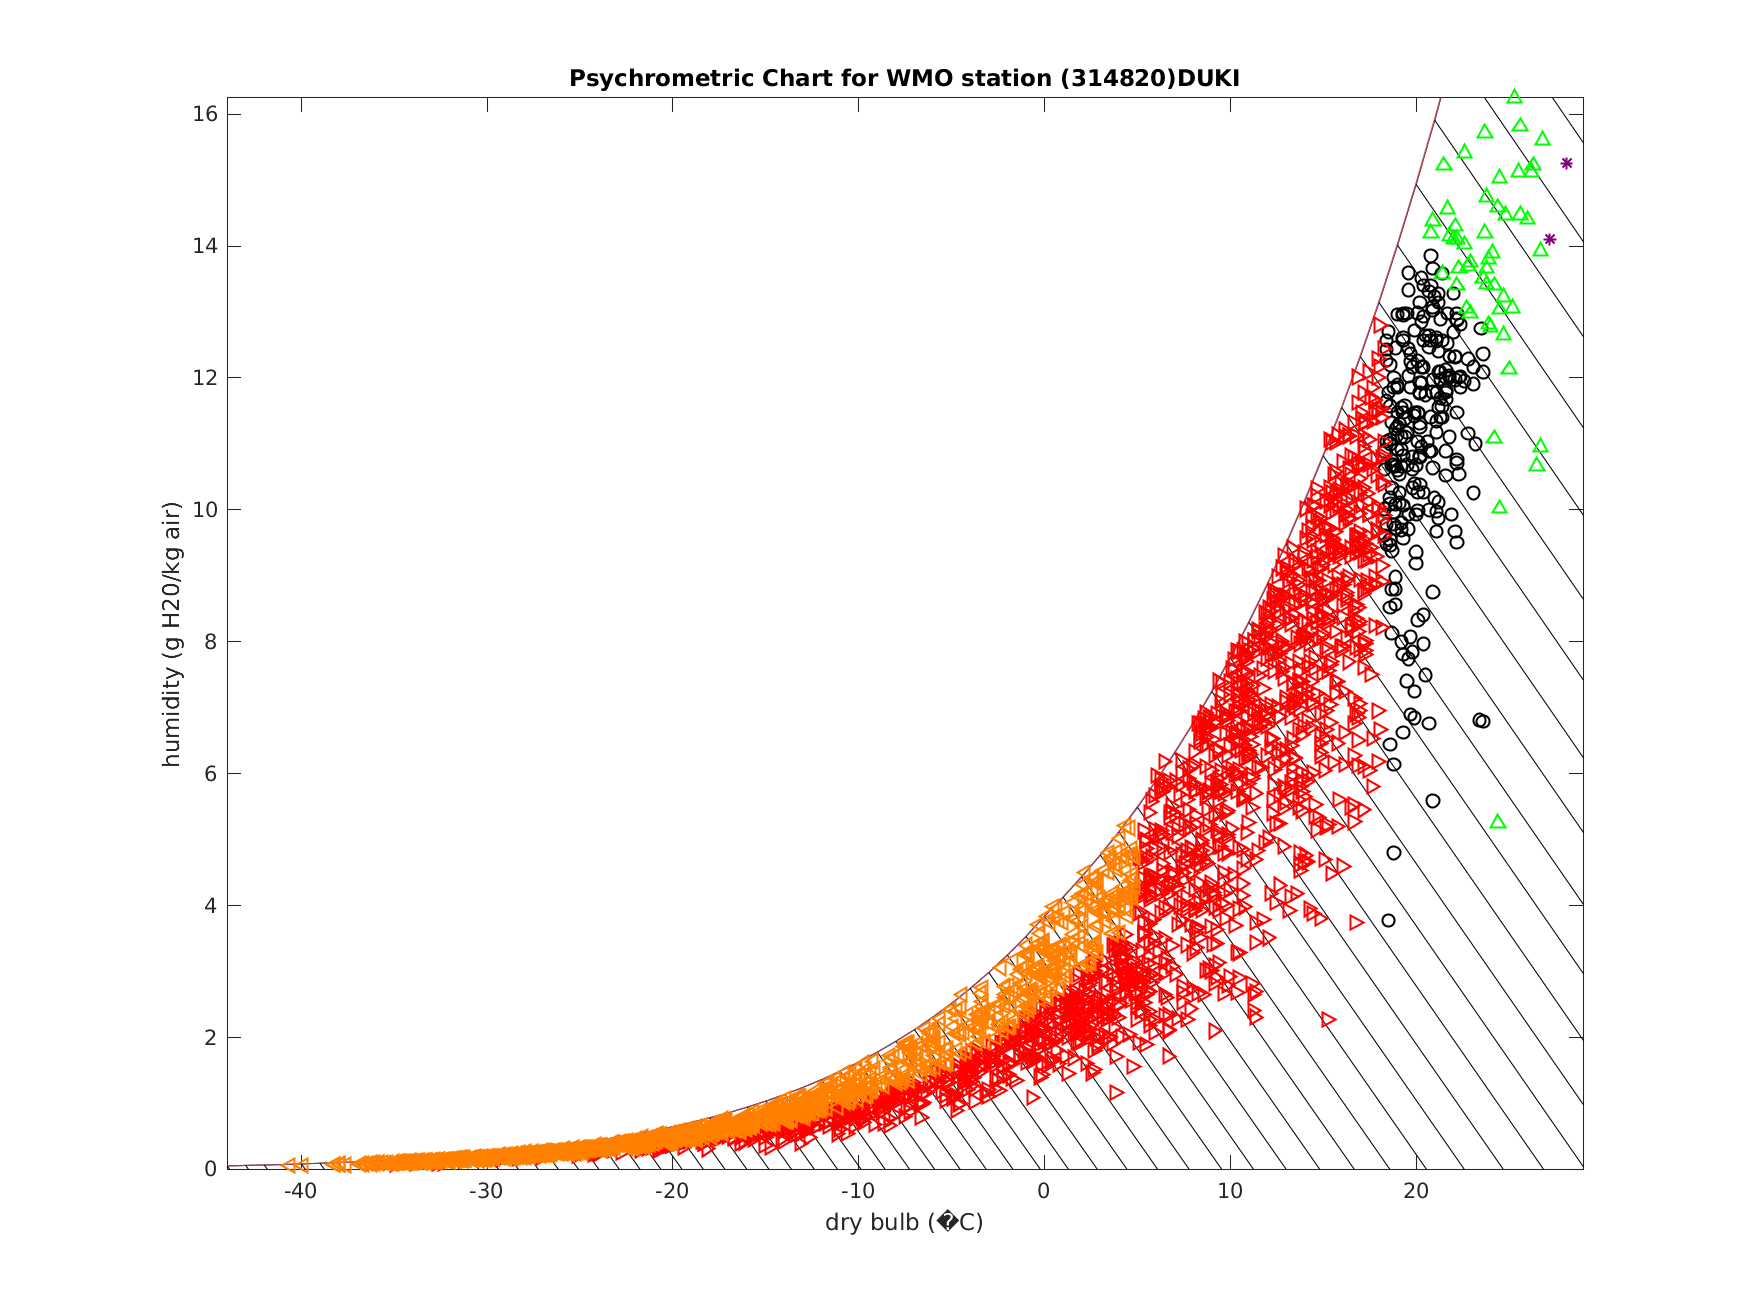 Psychrometric Chart for WMO station (314820)DUKI
humidity (g H20/kg air)
16
14
12
10
8
6
4
2
0
-40 -30 -20 -10 0 10 20
dry bulb (�C)